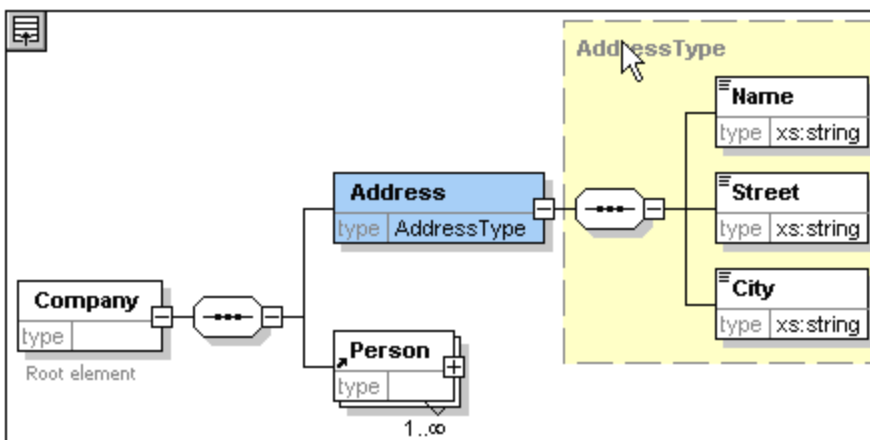 AddressType
Name
type xs:string
Address
type AddressType
Street
type xs:string
City
type xs:string
Company
type
Root element
Person
type
1..∞